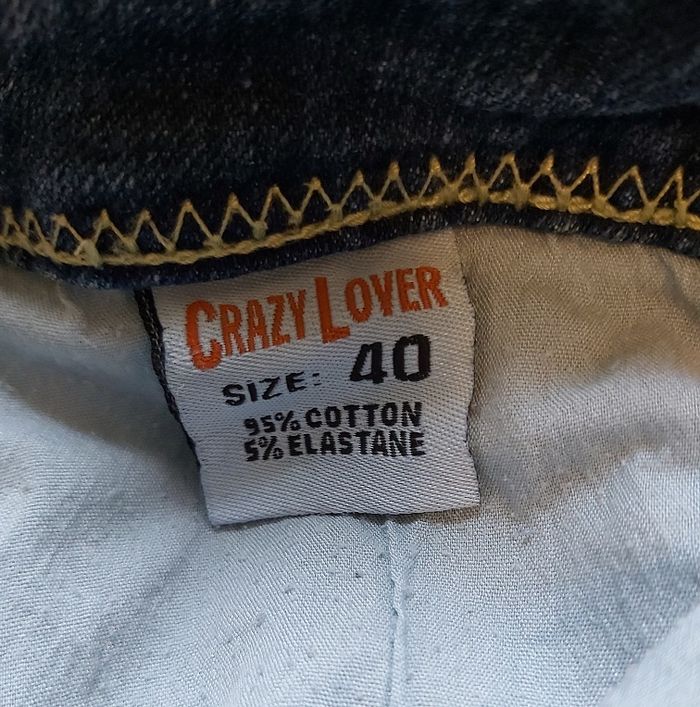 CRAZY LOVER
SIZE: 40
95% COTTON
5% ELASTANE